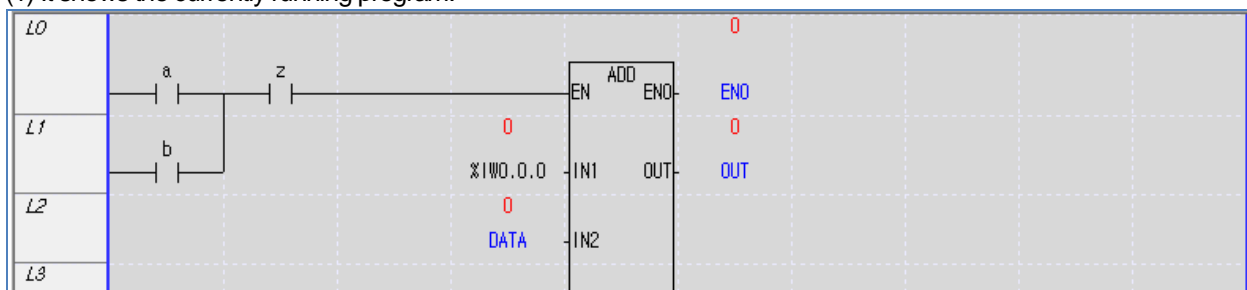 (1) It shows the currently running program.
L0 0
a z ADD
EN ENO ENO
L1 0 0
b
%IW0.0.0 IN1 OUT OUT
L2 0
DATA IN2
L3